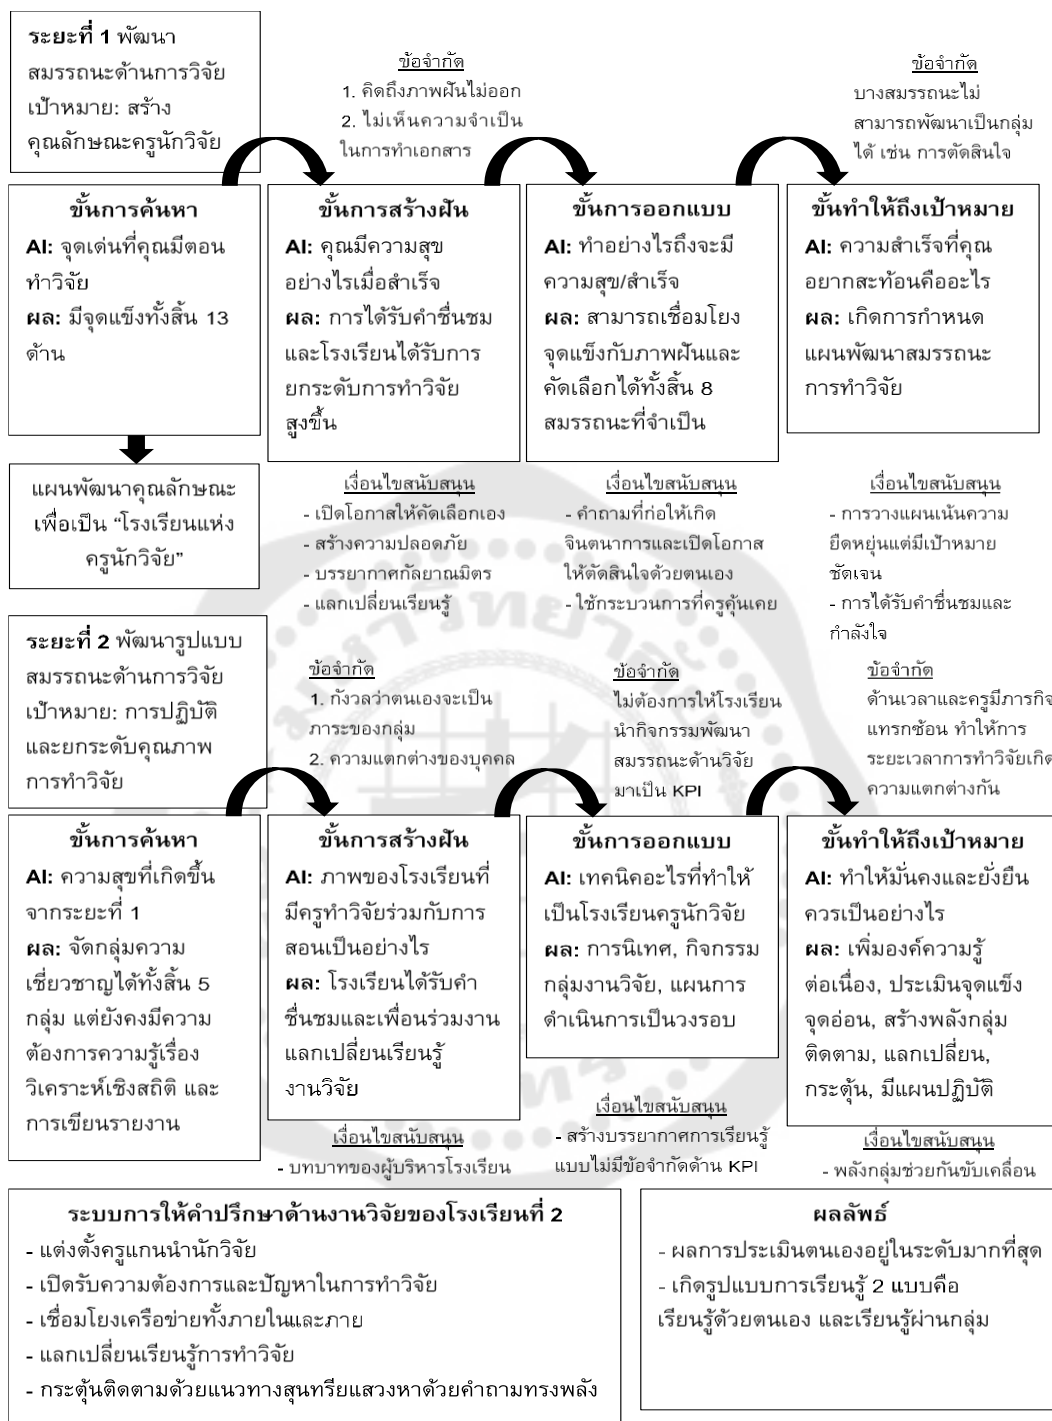 ระยะที่ 1 พัฒนา
สมรรถนะด้านการวิจัย
เป้าหมาย: สร้าง
คุณลักษณะครูนักวิจัย
ข้อจำกัด
1. คิดถึงภาพฝันไม่ออก
2. ไม่เห็นความจำเป็น
ในการทำเอกสาร
ข้อจำกัด
บางสมรรถนะไม่
สามารถพัฒนาเป็นกลุ่ม
ได้ เช่น การตัดสินใจ
ขั้นการค้นหา
AI: จุดเด่นที่คุณมีตอน
ทำวิจัย
ผล: มีจุดแข็งทั้งสิ้น 13
ด้าน
ขั้นการสร้างฝัน
AI: คุณมีความสุข
อย่างไรเมื่อสำเร็จ
ผล: การได้รับคำชื่นชม
และโรงเรียนได้รับการ
ยกระดับการทำวิจัย
สูงขึ้น
ขั้นการออกแบบ
AI: ทำอย่างไรถึงจะมี
ความสุข/สำเร็จ
ผล: สามารถเชื่อมโยง
จุดแข็งกับภาพฝันและ
คัดเลือกได้ทั้งสิ้น 8
สมรรถนะที่จำเป็น
ขั้นทำให้ถึงเป้าหมาย
AI: ความสำเร็จที่คุณ
อยากสะท้อนคืออะไร
ผล: เกิดการกำหนด
แผนพัฒนาสมรรถนะ
การทำวิจัย
แผนพัฒนาคุณลักษณะ
เพื่อเป็น “โรงเรียนแห่ง
ครูนักวิจัย”
เงื่อนไขสนับสนุน
- เปิดโอกาสให้คัดเลือกเอง
- สร้างความปลอดภัย
- บรรยากาศกัลยาณมิตร
- แลกเปลี่ยนเรียนรู้
เงื่อนไขสนับสนุน
- คำถามที่ก่อให้เกิด
จินตนาการและเปิดโอกาส
ให้ตัดสินใจด้วยตนเอง
- ใช้กระบวนการที่ครูคุ้นเคย
เงื่อนไขสนับสนุน
- การวางแผนเน้นความ
ยืดหยุ่นแต่มีเป้าหมาย
ชัดเจน
- การได้รับคำชื่นชมและ
กำลังใจ
ระยะที่ 2 พัฒนารูปแบบ
สมรรถนะด้านการวิจัย
เป้าหมาย: การปฏิบัติ
และยกระดับคุณภาพ
การทำวิจัย
ข้อจำกัด
1. กังวลว่าตนเองจะเป็น
ภาระของกลุ่ม
2. ความแตกต่างของบุคคล
ข้อจำกัด
ไม่ต้องการให้โรงเรียน
นำกิจกรรมพัฒนา
สมรรถนะด้านวิจัย
มาเป็น KPI
ข้อจำกัด
ด้านเวลาและครูมีภารกิจ
แทรกซ้อน ทำให้การ
ระยะเวลาการทำวิจัยเกิด
ความแตกต่างกัน
ขั้นการค้นหา
AI: ความสุขที่เกิดขึ้น
จากระยะที่ 1
ผล: จัดกลุ่มความ
เชี่ยวชาญได้ทั้งสิ้น 5
กลุ่ม แต่ยังคงมีความ
ต้องการความรู้เรื่อง
วิเคราะห์เชิงสถิติ และ
การเขียนรายงาน
ขั้นการสร้างฝัน
AI: ภาพของโรงเรียนที่
มีครูทำวิจัยร่วมกับการ
สอนเป็นอย่างไร
ผล: โรงเรียนได้รับคำ
ชื่นชมและเพื่อนร่วมงาน
แลกเปลี่ยนเรียนรู้
งานวิจัย
ขั้นการออกแบบ
AI: เทคนิคอะไรที่ทำให้
เป็นโรงเรียนครูนักวิจัย
ผล: การนิเทศ, กิจกรรม
กลุ่มงานวิจัย, แผนการ
ดำเนินการเป็นวงรอบ
ขั้นทำให้ถึงเป้าหมาย
AI: ทำให้มั่นคงและยั่งยืน
ควรเป็นอย่างไร
ผล: เพิ่มองค์ความรู้
ต่อเนื่อง, ประเมินจุดแข็ง
จุดอ่อน, สร้างพลังกลุ่ม
ติดตาม, แลกเปลี่ยน,
กระตุ้น, มีแผนปฏิบัติ
เงื่อนไขสนับสนุน
- บทบาทของผู้บริหารโรงเรียน
เงื่อนไขสนับสนุน
- สร้างบรรยากาศการเรียนรู้
แบบไม่มีข้อจำกัดด้าน KPI
เงื่อนไขสนับสนุน
- พลังกลุ่มช่วยกันขับเคลื่อน
ระบบการให้คำปรึกษาด้านงานวิจัยของโรงเรียนที่ 2
- แต่งตั้งครูแกนนำนักวิจัย
- เปิดรับความต้องการและปัญหาในการทำวิจัย
- เชื่อมโยงเครือข่ายทั้งภายในและภาย
- แลกเปลี่ยนเรียนรู้การทำวิจัย
- กระตุ้นติดตามด้วยแนวทางสุนทรียแสวงหาด้วยคำถามทรงพลัง
ผลลัพธ์
- ผลการประเมินตนเองอยู่ในระดับมากที่สุด
- เกิดรูปแบบการเรียนรู้ 2 แบบคือ
เรียนรู้ด้วยตนเอง และเรียนรู้ผ่านกลุ่ม